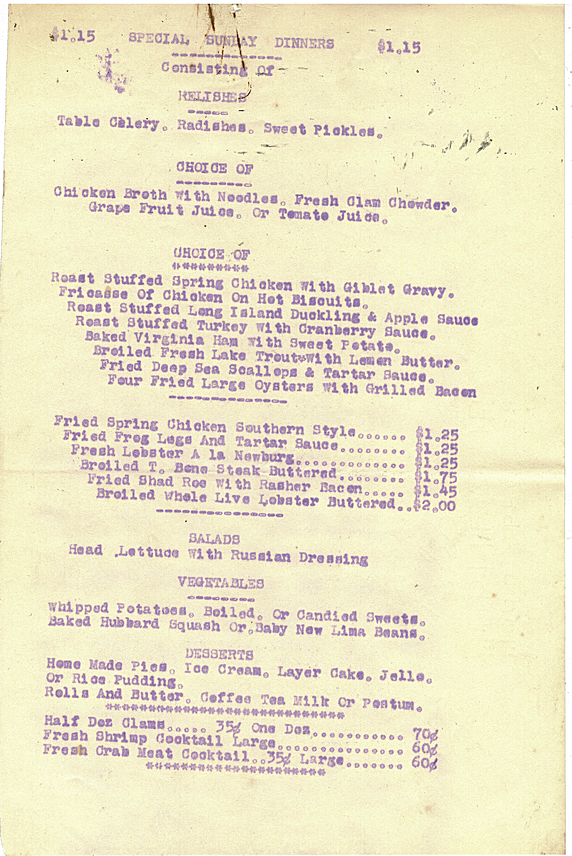 $1.15 SPECIAL SUNDAY DINNERS $1.15
Consisting Of
RELISHES
Table Celery. Radishes. Sweet Pickles.
CHOICE OF
Chicken Broth With Noodles. Fresh Clam Chowder.
Grape Fruit Juice. Or Tomato Juice.
CHOICE OF
*********
Roast Stuffed Spring Chicken With Giblet Gravy.
Fricasse Of Chicken On Hot Biscuits.
Roast Stuffed Long Island Duckling & Apple Sauce
Roast Stuffed Turkey With Cranberry Sauce.
Baked Virginia Ham With Sweet Potato.
Broiled Fresh Lake Trout With Lemon Butter.
Fried Deep Sea Scallops & Tartar Sauce.
Four Fried Large Oysters With Grilled Bacon
Fried Spring Chicken Southern Style...... $1.25
Fried Frog Legs And Tartar Sauce........ $1.25
Fresh Lobster A la Newburg............. $1.25
Broiled T. Bone Steak Buttered........ $1.75
Fried Shad Roe With Rasher Bacon..... $1.45
Broiled Whole Live Lobster Buttered..$2.00
SALADS
Head .Lettuce With Russian Dressing
VEGETABLES
Whipped Potatoes. Boiled. Or Candied Sweets.
Baked Hubbard Squash Or.Baby New Lima Beans.
DESSERTS
Home Made Pies. Ice Cream. Layer Cake. Jello.
Or Rice Pudding.
Rolls And Butter. Coffee Tea Milk Or Postum.
******************************
Half Doz Clams..... 35¢ One Doz............ 70¢
Fresh Shrimp Cocktail Large................ 60¢
Fresh Crab Meat Cocktail..35¢ Large........ 60¢
**********************